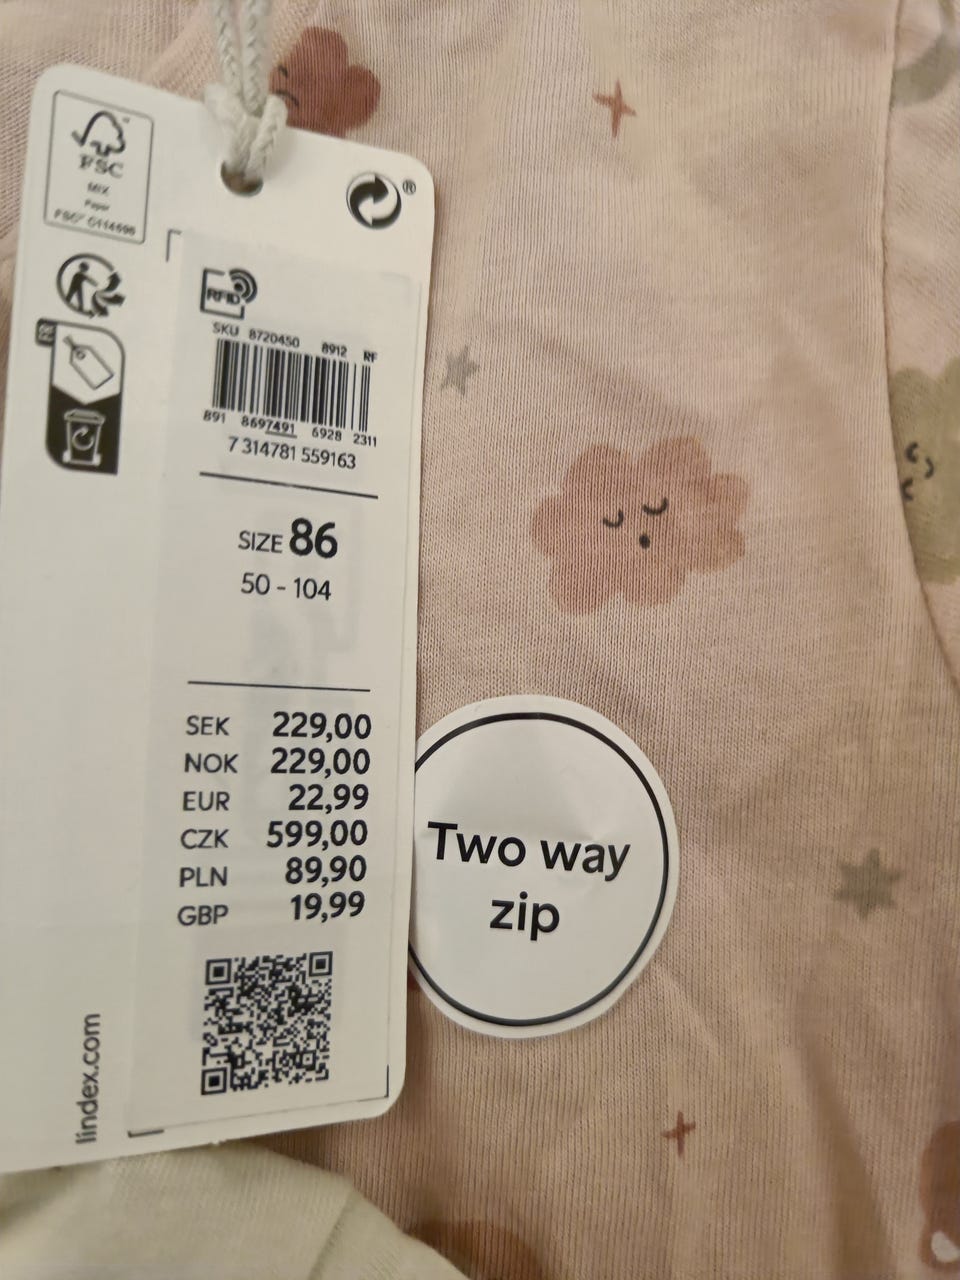 FSC
MIX
Paper
FSC® C114598
®
RFID
SKU 8720450 8912 RF
891 8697491 6928 2311
7 314781 559163
SIZE 86
50 - 104
SEK 229,00
NOK 229,00
EUR 22,99
CZK 599,00
PLN 89,90
GBP 19,99
lindex.com
Two way
zip